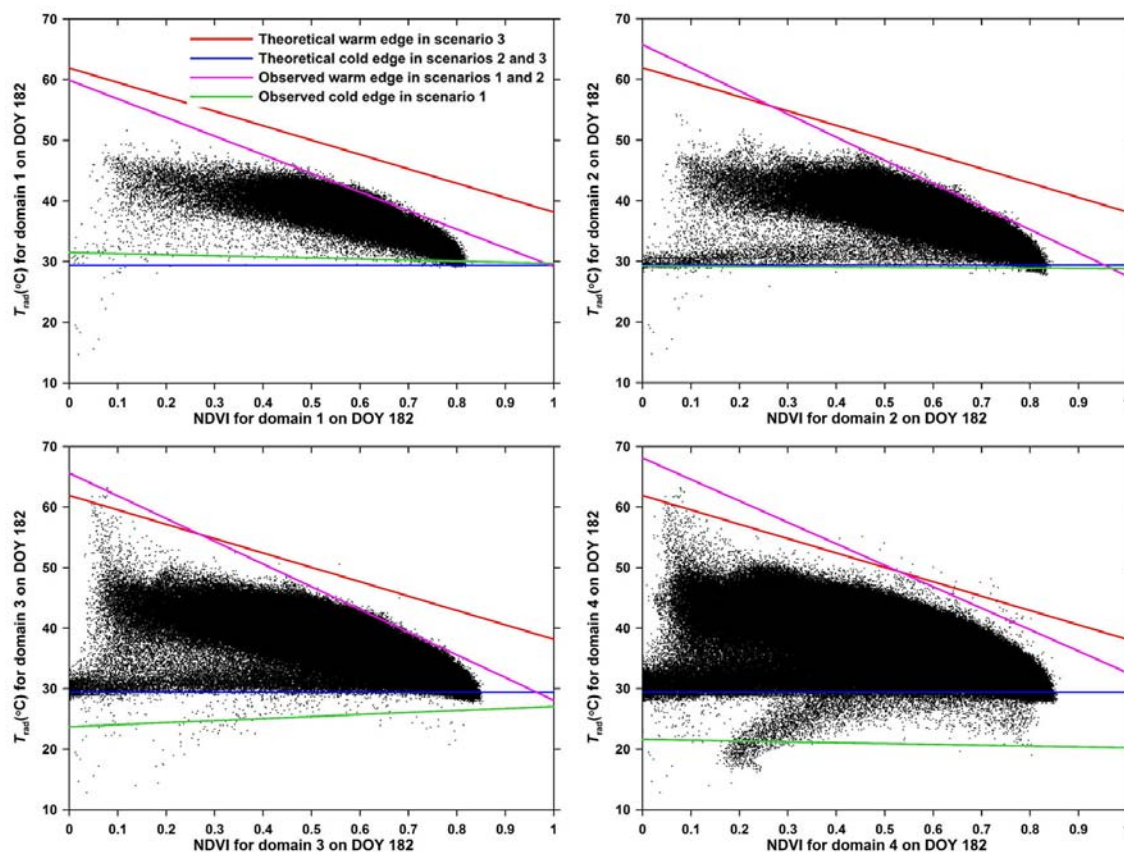 70
60
50
40
30
20
10
T_rad(°C) for domain 1 on DOY 182
Theoretical warm edge in scenario 3
Theoretical cold edge in scenarios 2 and 3
Observed warm edge in scenarios 1 and 2
Observed cold edge in scenario 1
0 0.1 0.2 0.3 0.4 0.5 0.6 0.7 0.8 0.9 1
NDVI for domain 1 on DOY 182
70
60
50
40
30
20
10
T_rad(°C) for domain 2 on DOY 182
0 0.1 0.2 0.3 0.4 0.5 0.6 0.7 0.8 0.9 1
NDVI for domain 2 on DOY 182
70
60
50
40
30
20
10
T_rad(°C) for domain 3 on DOY 182
0 0.1 0.2 0.3 0.4 0.5 0.6 0.7 0.8 0.9 1
NDVI for domain 3 on DOY 182
70
60
50
40
30
20
10
T_rad(°C) for domain 4 on DOY 182
0 0.1 0.2 0.3 0.4 0.5 0.6 0.7 0.8 0.9 1
NDVI for domain 4 on DOY 182